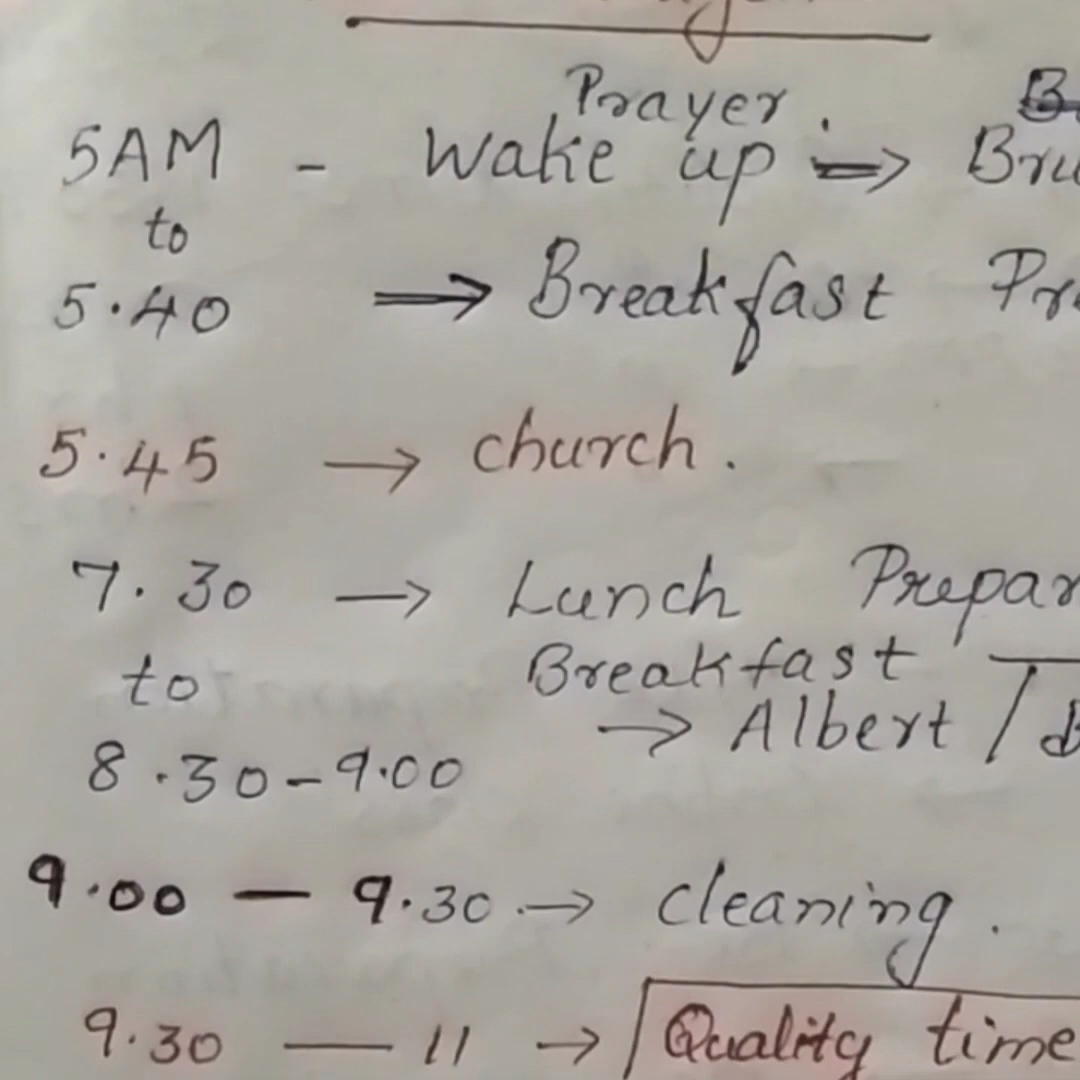 Prayer.
5AM - Wake up ⇒
to
5.40 ⇒ Breakfast
5.45 → church.
7.30 → Lunch
to Breakfast
→ Albert /
8.30-9.00
9.00 — 9.30 → cleaning.
9.30 — 11 → Quality time